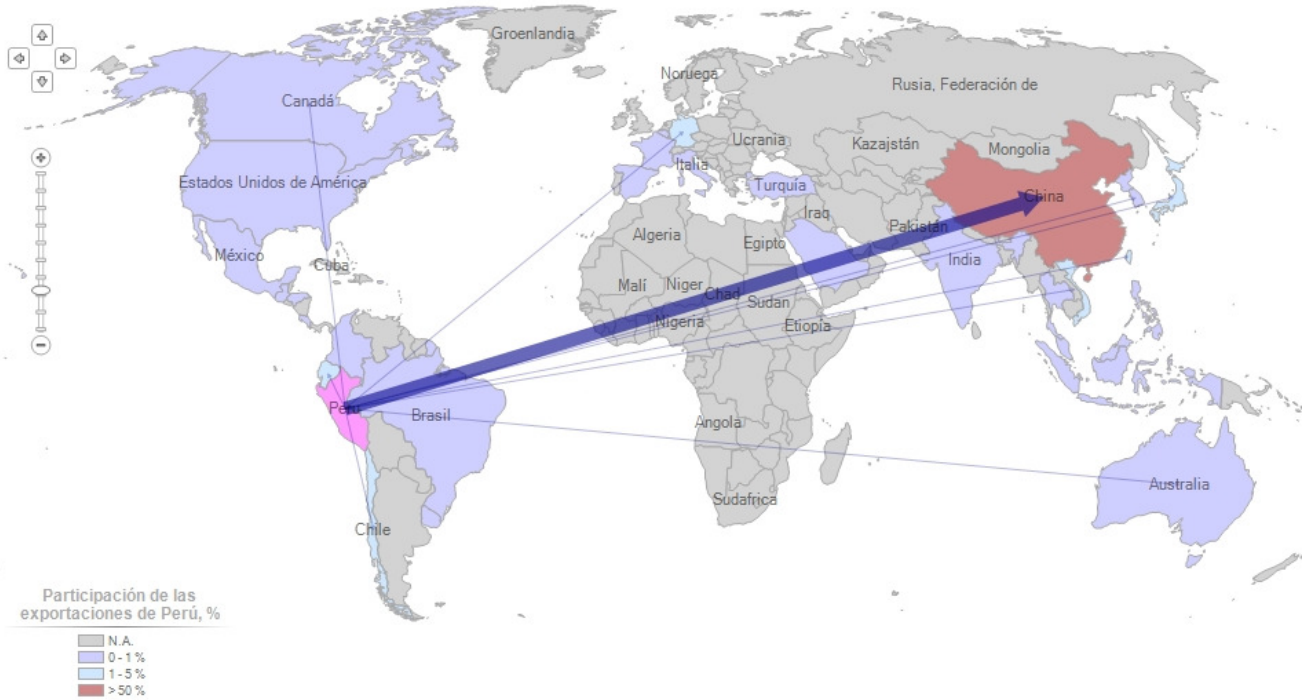 Groenlandia
Noruega
Rusia, Federación de
Canadá
Ucrania
Kazajstán
Mongolia
Italia
Estados Unidos de América
Turquía
China
Iraq
Pakistán
Argelia
Egipto
México
Cuba
India
Malí
Niger
Chad
Sudan
Nigeria
Etiopía
Perú
Brasil
Angola
Australia
Sudafrica
Chile
Participación de las
exportaciones de Perú, %
N.A.
0 - 1 %
1 - 5 %
> 50 %